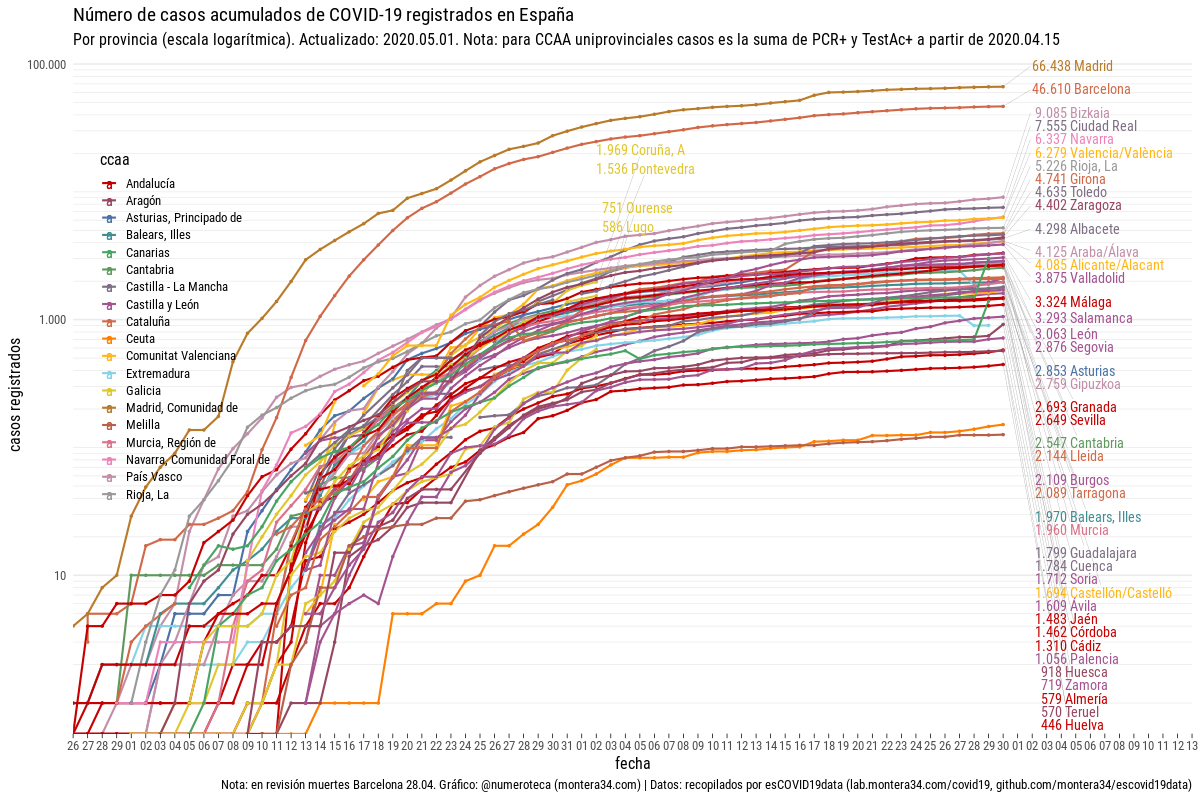 Número de casos acumulados de COVID-19 registrados en España
Por provincia (escala logarítmica). Actualizado: 2020.05.01. Nota: para CCAA uniprovinciales casos es la suma de PCR+ y TestAc+ a partir de 2020.04.15
100.000
1.000
10
casos registrados
ccaa
Andalucía
Aragón
Asturias, Principado de
Balears, Illes
Canarias
Cantabria
Castilla - La Mancha
Castilla y León
Cataluña
Ceuta
Comunitat Valenciana
Extremadura
Galicia
Madrid, Comunidad de
Melilla
Murcia, Región de
Navarra, Comunidad Foral de
País Vasco
Rioja, La
1.969 Coruña, A
1.536 Pontevedra
751 Ourense
586 Lugo
66.438 Madrid
46.610 Barcelona
9.085 Bizkaia
7.555 Ciudad Real
6.337 Navarra
6.279 Valencia/València
5.226 Rioja, La
4.741 Girona
4.635 Toledo
4.402 Zaragoza
4.298 Albacete
4.125 Araba/Álava
4.085 Alicante/Alacant
3.875 Valladolid
3.324 Málaga
3.293 Salamanca
3.063 León
2.876 Segovia
2.853 Asturias
2.759 Gipuzkoa
2.693 Granada
2.649 Sevilla
2.547 Cantabria
2.144 Lleida
2.109 Burgos
2.089 Tarragona
1.970 Balears, Illes
1.960 Murcia
1.799 Guadalajara
1.784 Cuenca
1.712 Soria
1.694 Castellón/Castelló
1.609 Ávila
1.483 Jaén
1.462 Córdoba
1.310 Cádiz
1.056 Palencia
918 Huesca
719 Zamora
579 Almería
570 Teruel
446 Huelva
26 27 28 29 01 02 03 04 05 06 07 08 09 10 11 12 13 14 15 16 17 18 19 20 21 22 23 24 25 26 27 28 29 30 31 01 02 03 04 05 06 07 08 09 10 11 12 13 14 15 16 17 18 19 20 21 22 23 24 25 26 27 28 29 30 01 02 03 04 05 06 07 08 09 10 11 12 13
fecha
Nota: en revisión muertes Barcelona 28.04. Gráfico: @numeroteca (montera34.com) | Datos: recopilados por esCOVID19data (lab.montera34.com/covid19, github.com/montera34/escovid19data)